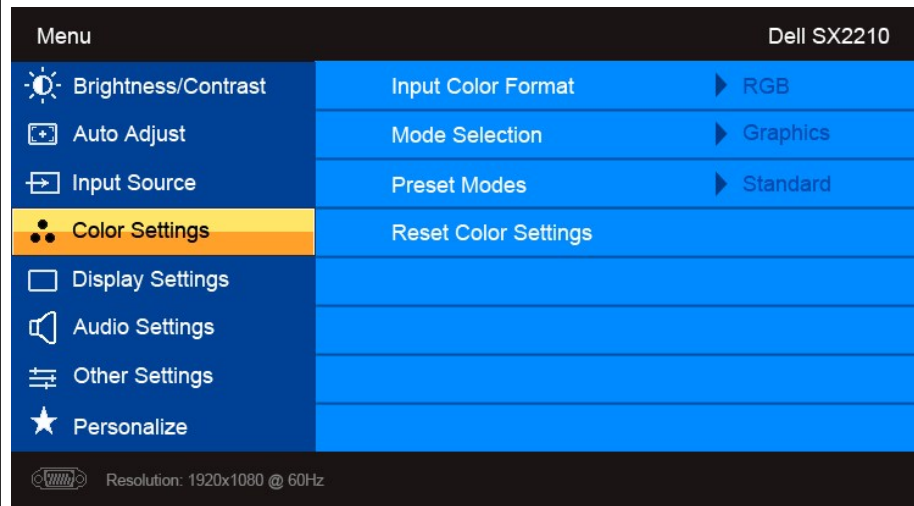 Menu Dell SX2210
Brightness/Contrast Input Color Format RGB
Auto Adjust Mode Selection Graphics
Input Source Preset Modes Standard
Color Settings Reset Color Settings
Display Settings
Audio Settings
Other Settings
Personalize
Resolution: 1920x1080 @ 60Hz